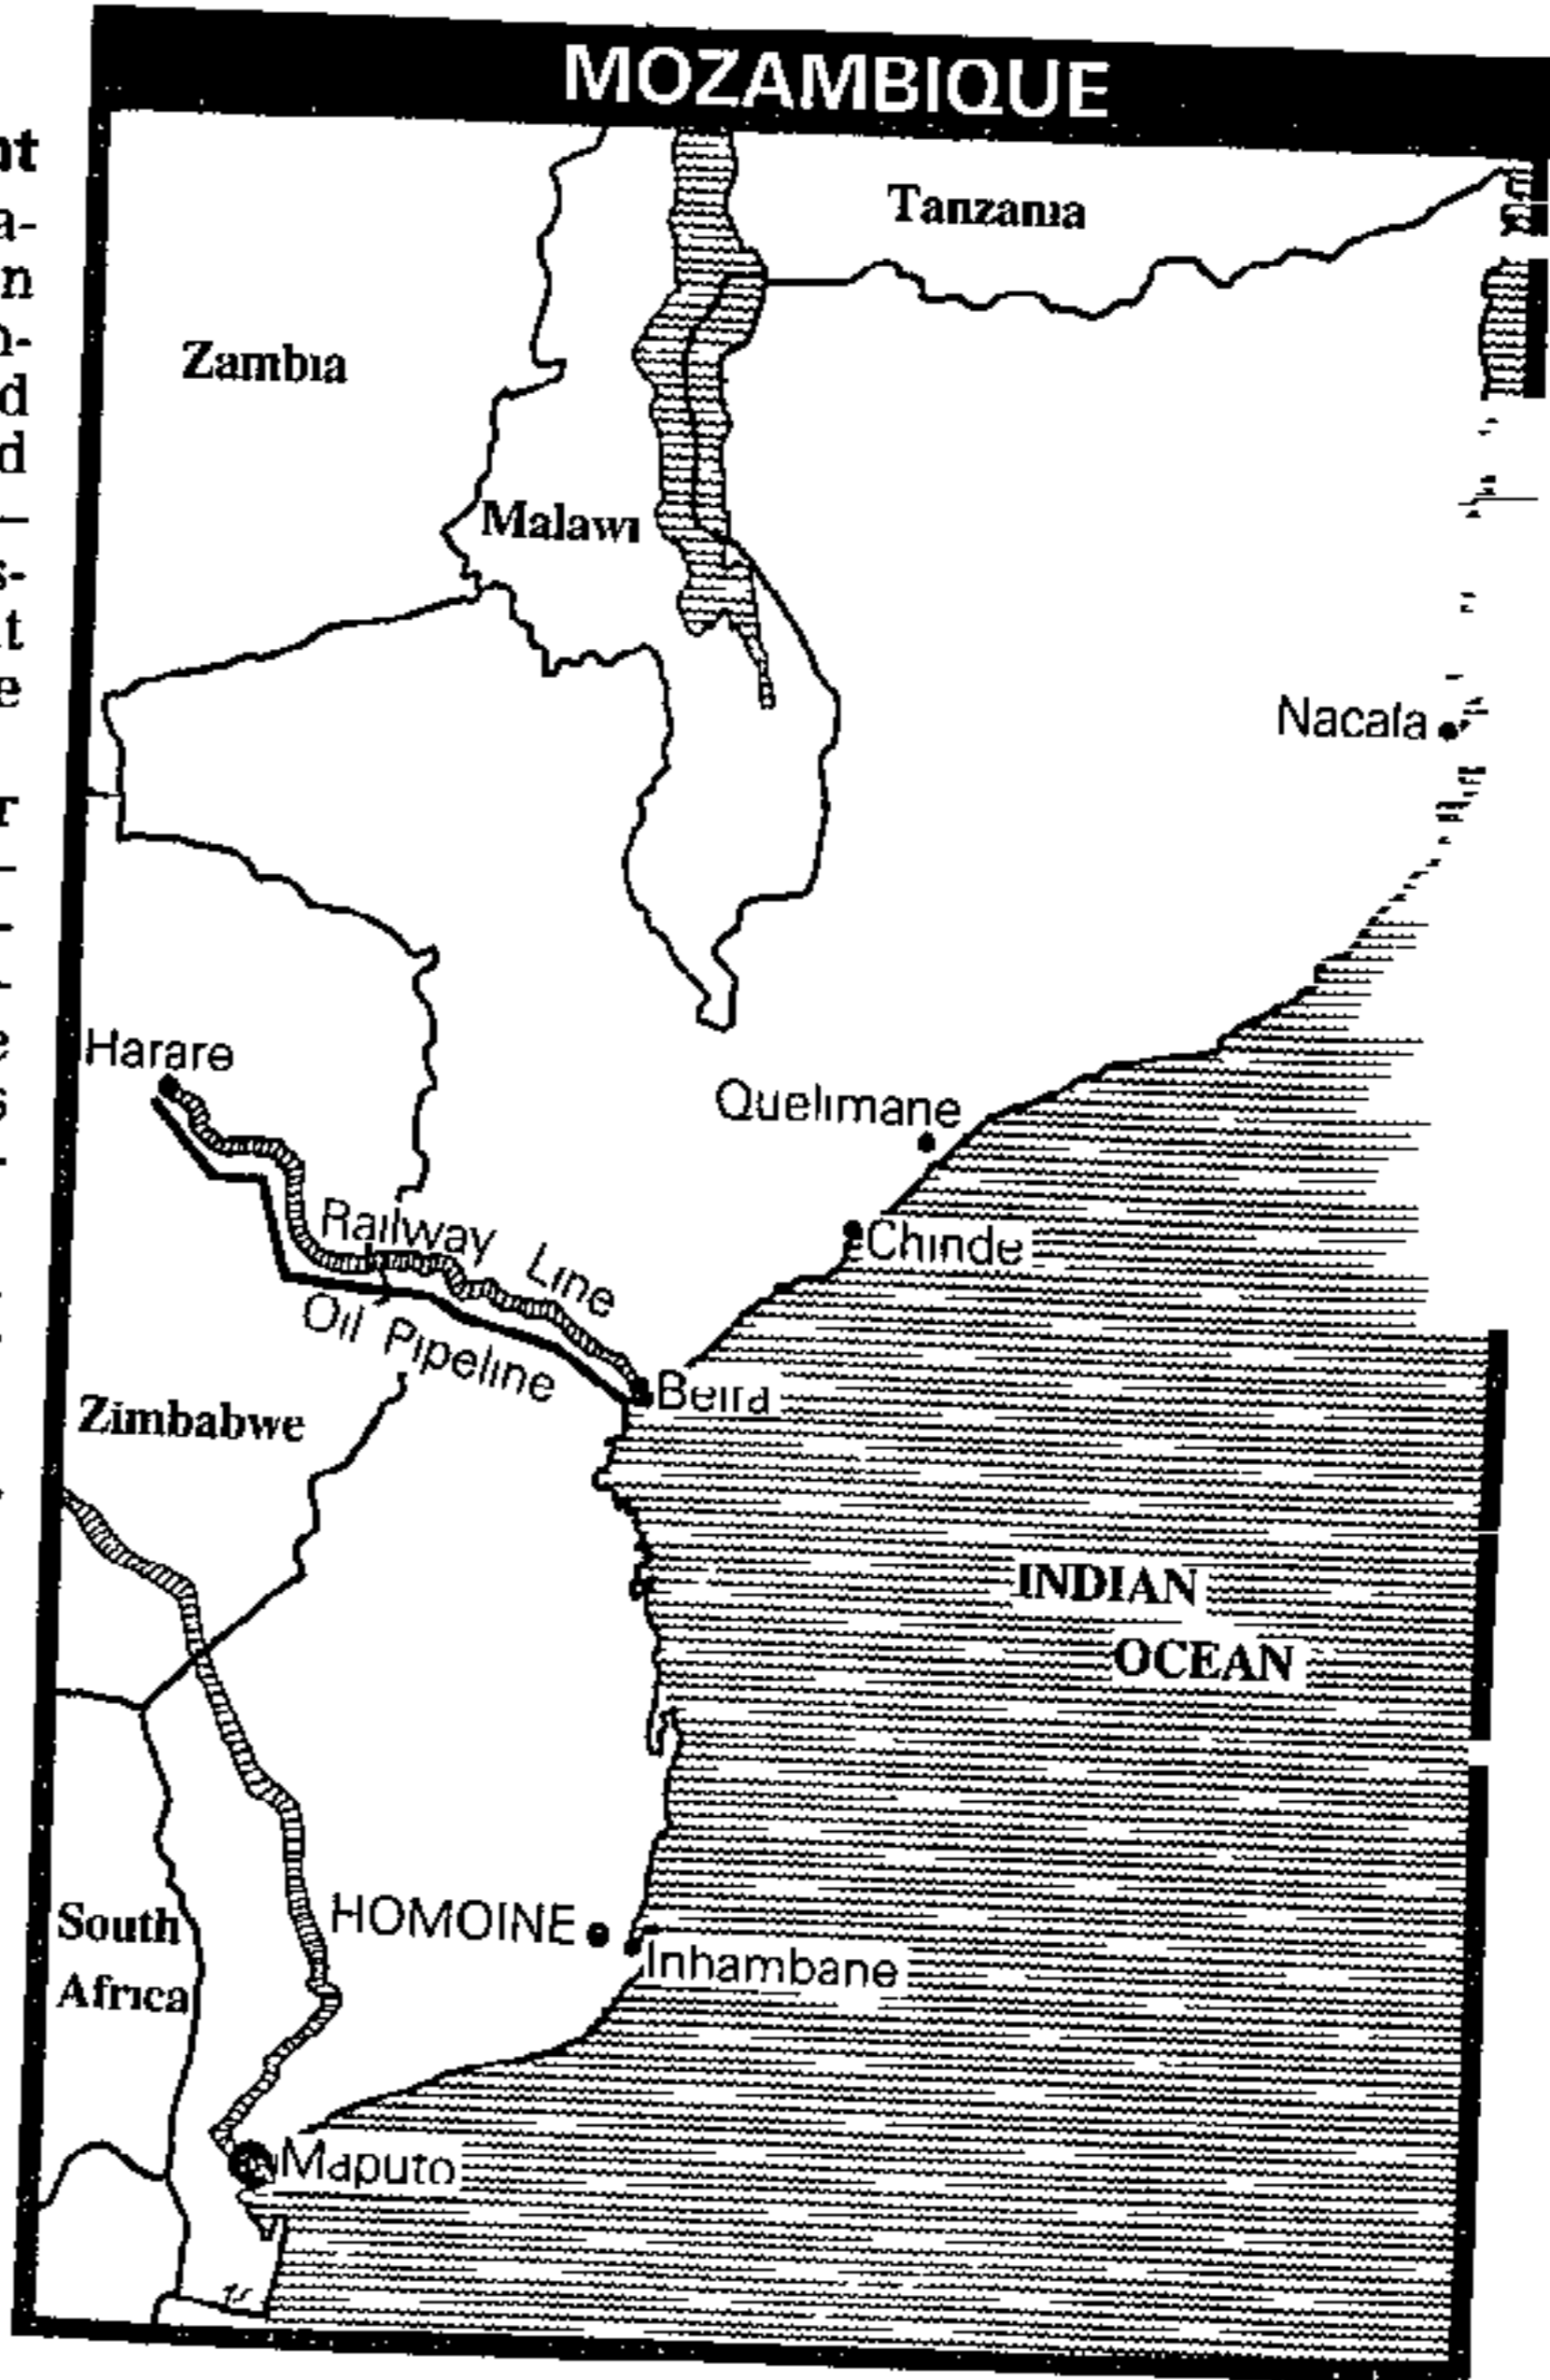 MOZAMBIQUE
nt
a-
n
n-
d
d
–
s-
t
e
r
–
-
-
e
s
-
Tanzania
Zambia
Malawi
Nacala
Harare
Quelimane
Railway Line
Chinde
Oil Pipeline
Beira
Zimbabwe
INDIAN
OCEAN
HOMOINE
South
Africa
Inhambane
Maputo